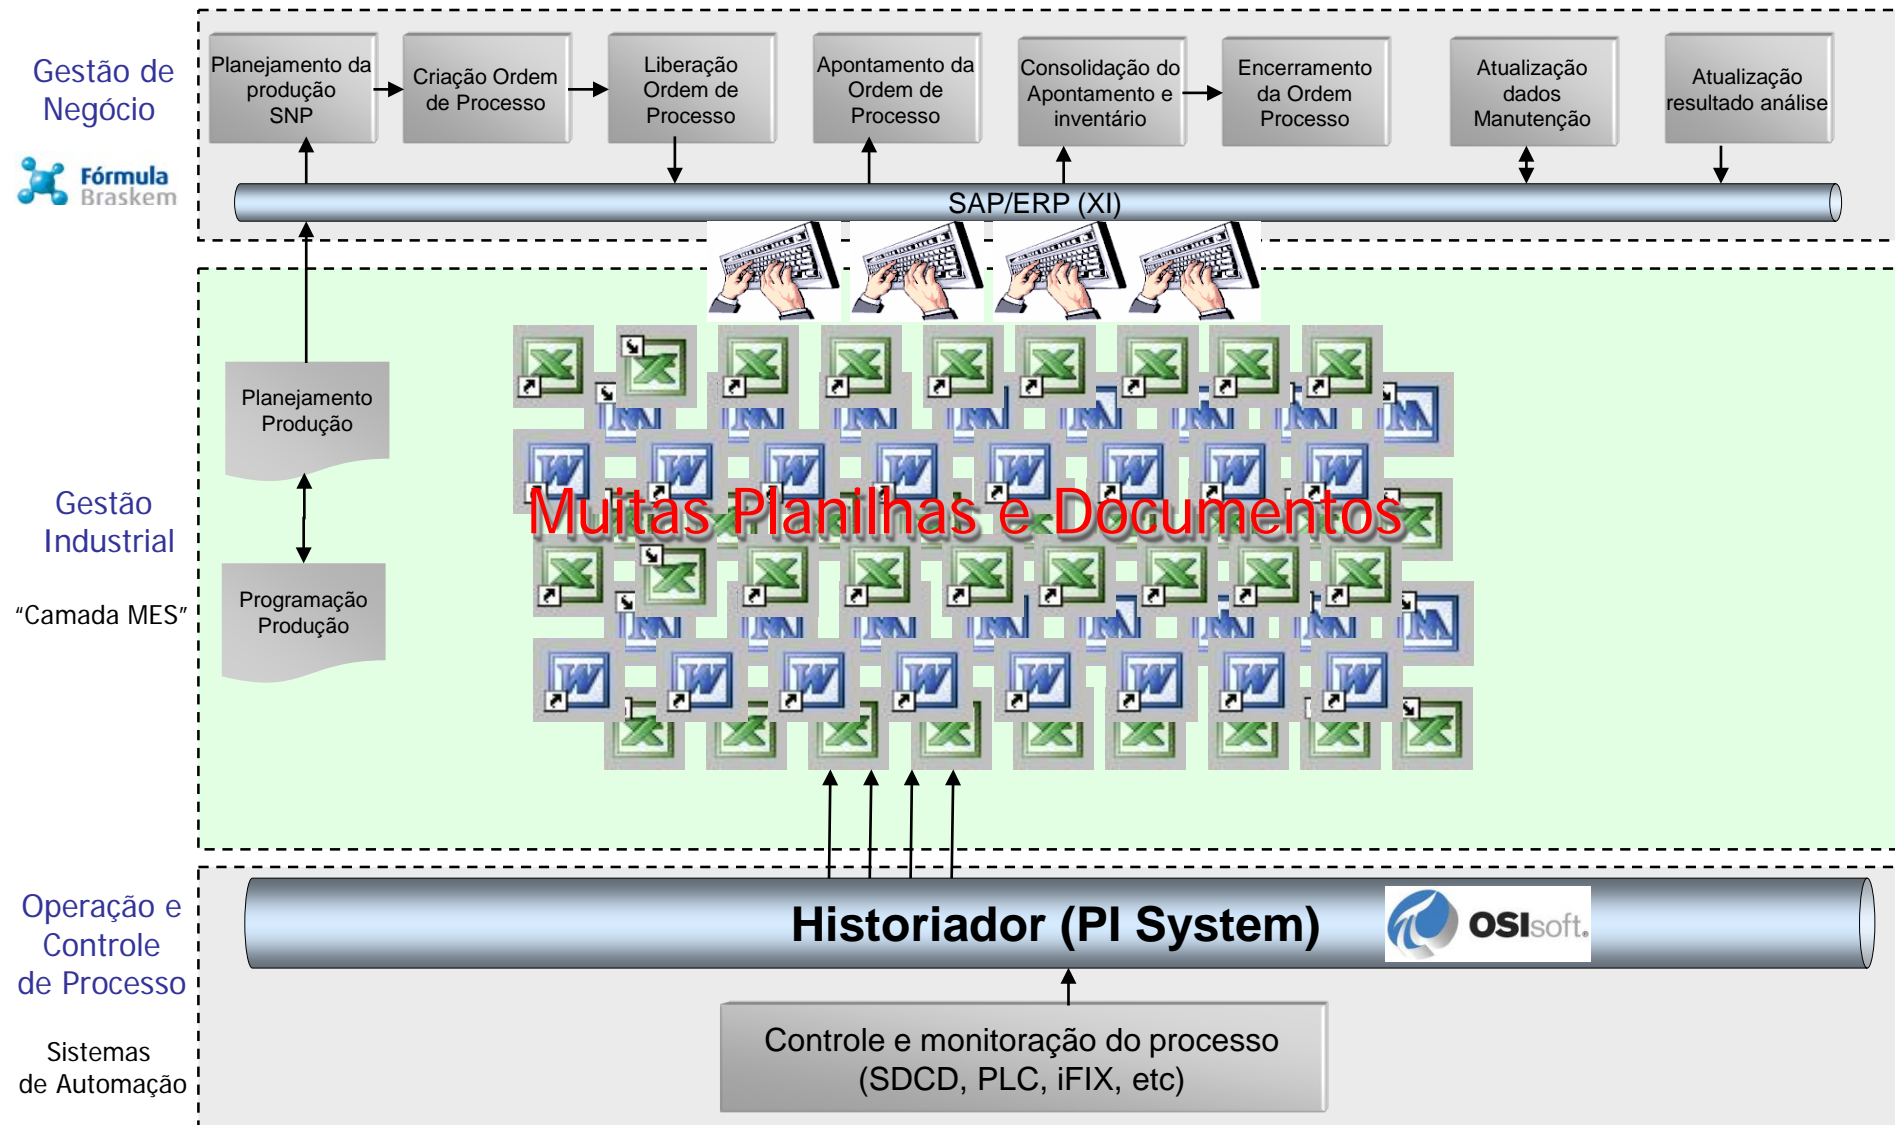 Gestão de
Negócio
Fórmula
Braskem
Planejamento da
produção
SNP
Criação Ordem
de Processo
Liberação
Ordem de
Processo
Apontamento da
Ordem de
Processo
Consolidação do
Apontamento e
inventário
Encerramento
da Ordem
Processo
Atualização
dados
Manutenção
Atualização
resultado análise
SAP/ERP (XI)
Gestão
Industrial
“Camada MES”
Planejamento
Produção
Programação
Produção
Muitas Planilhas e Documentos
Operação e
Controle
de Processo
Sistemas
de Automação
Historiador (PI System)
OSIsoft.
Controle e monitoração do processo
(SDCD, PLC, iFIX, etc)